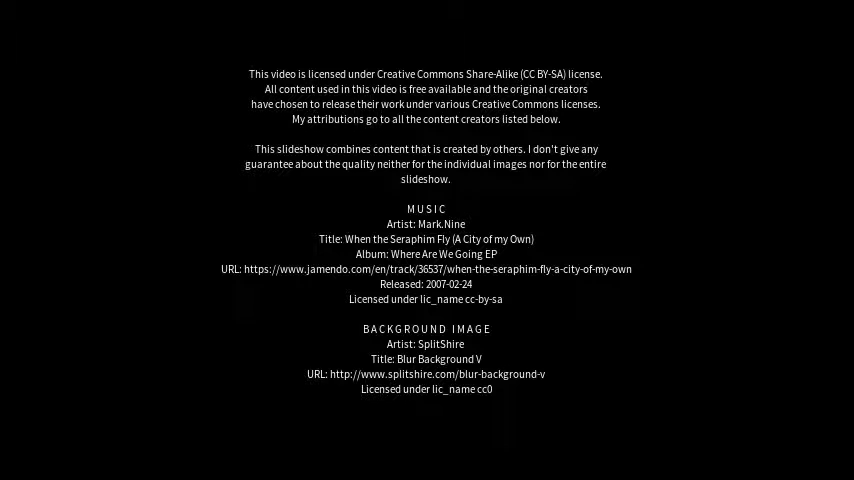 This video is licensed under Creative Commons Share-Alike (CC BY-SA) license.
All content used in this video is free available and the original creators
have chosen to release their work under various Creative Commons licenses.
My attributions go to all the content creators listed below.
This slideshow combines content that is created by others. I don't give any
guarantee about the quality neither for the individual images nor for the entire
slideshow.
MUSIC
Artist: Mark.Nine
Title: When the Seraphim Fly (A City of my Own)
Album: Where Are We Going EP
URL: https://www.jamendo.com/en/track/36537/when-the-seraphim-fly-a-city-of-my-own
Released: 2007-02-24
Licensed under lic_name cc-by-sa
BACKGROUND IMAGE
Artist: SplitShire
Title: Blur Background V
URL: http://www.splitshire.com/blur-background-v
Licensed under lic_name cc0